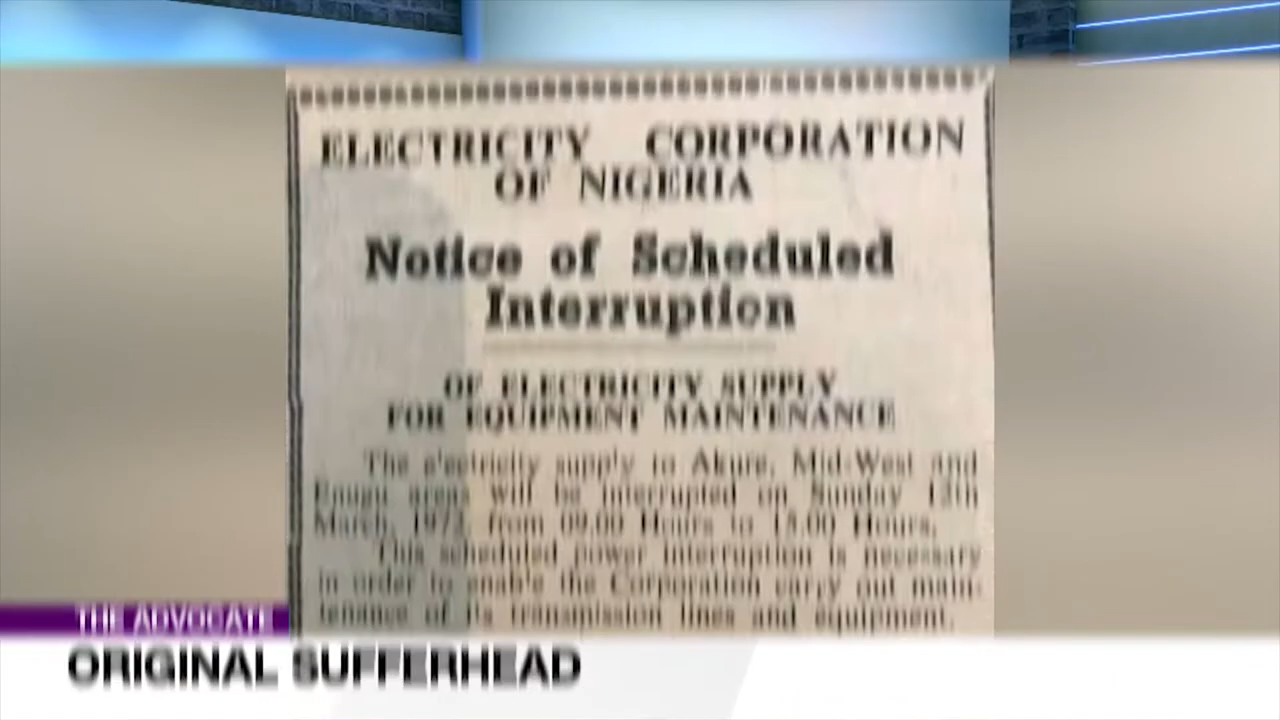 ELECTRICITY CORPORATION
OF NIGERIA
Notice of Scheduled
Interruption
OF ELECTRICITY SUPPLY
FOR EQUIPMENT MAINTENANCE
The electricity supply to Akure, Mid-West and
Enugu areas will be interrupted on Sunday 12th
March, 1972 from 09.00 Hours to 15.00 Hours.
This scheduled power interruption is necessary
in order to enable the Corporation carry out main-
tenance of its transmission lines and equipment.
THE ADVOCATE
ORIGINAL SUFFERHEAD